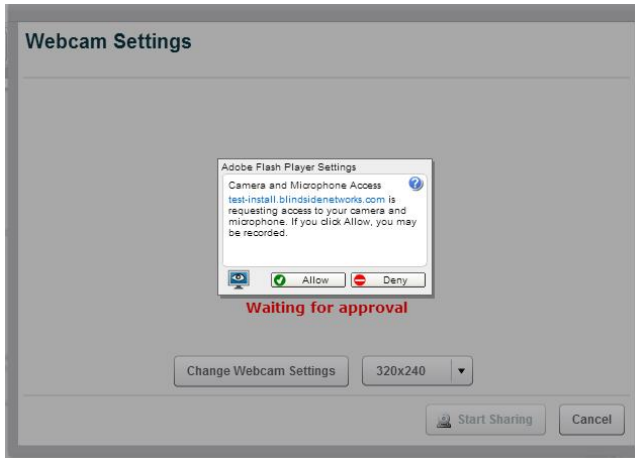 Webcam Settings
Adobe Flash Player Settings
Camera and Microphone Access
test-install.blindsidenetworks.com is
requesting access to your camera and
microphone. If you click Allow, you may
be recorded.
Allow
Deny
Waiting for approval
Change Webcam Settings
320x240
Start Sharing
Cancel